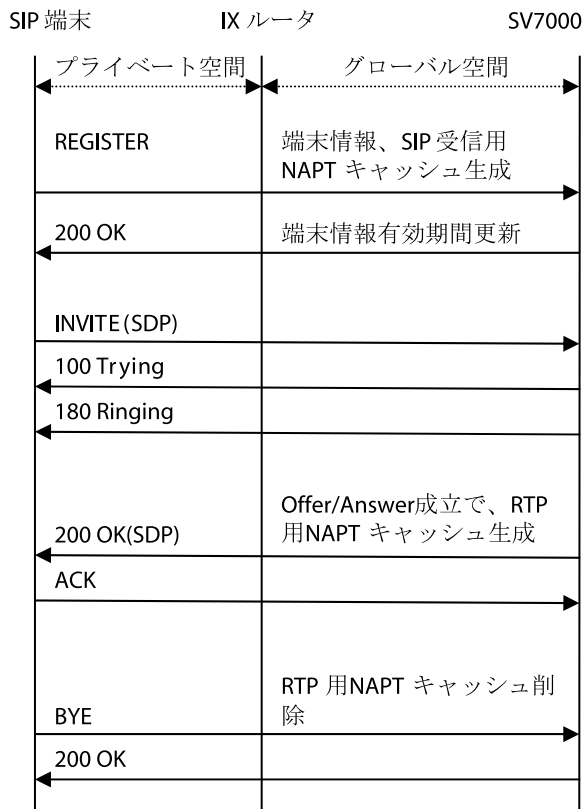 SIP 端末 IX ルータ SV7000
プライベート空間 グローバル空間
REGISTER
端末情報、SIP 受信用
NAPT キャッシュ生成
200 OK 端末情報有効期間更新
INVITE (SDP)
100 Trying
180 Ringing
Offer/Answer成立で、RTP
用NAPT キャッシュ生成
200 OK(SDP)
ACK
RTP 用NAPT キャッシュ削
除
BYE
200 OK